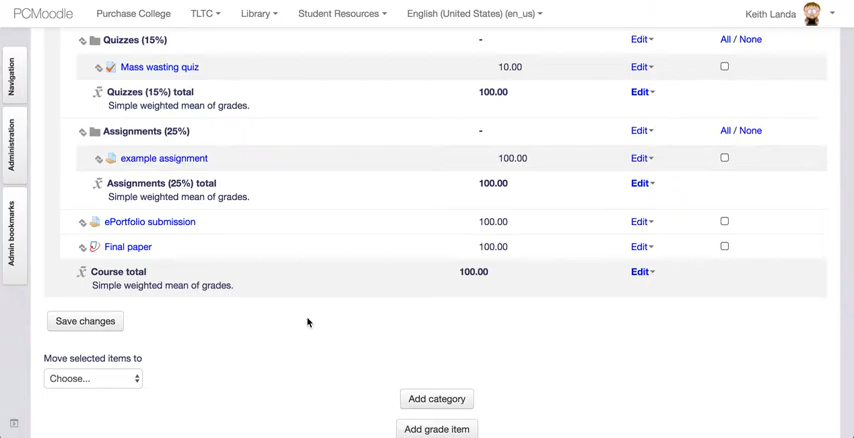 PCMoodle Purchase College TLTC Library Student Resources English (United States) (en_us) Keith Landa
Quizzes (15%) - Edit All / None
Mass wasting quiz 10.00 Edit
Quizzes (15%) total 100.00 Edit
Simple weighted mean of grades.
Assignments (25%) - Edit All / None
example assignment 100.00 Edit
Assignments (25%) total 100.00 Edit
Simple weighted mean of grades.
ePortfolio submission 100.00 Edit
Final paper 100.00 Edit
Course total 100.00 Edit
Simple weighted mean of grades.
Save changes
Move selected items to
Choose...
Add category
Add grade item
Navigation
Administration
Admin bookmarks